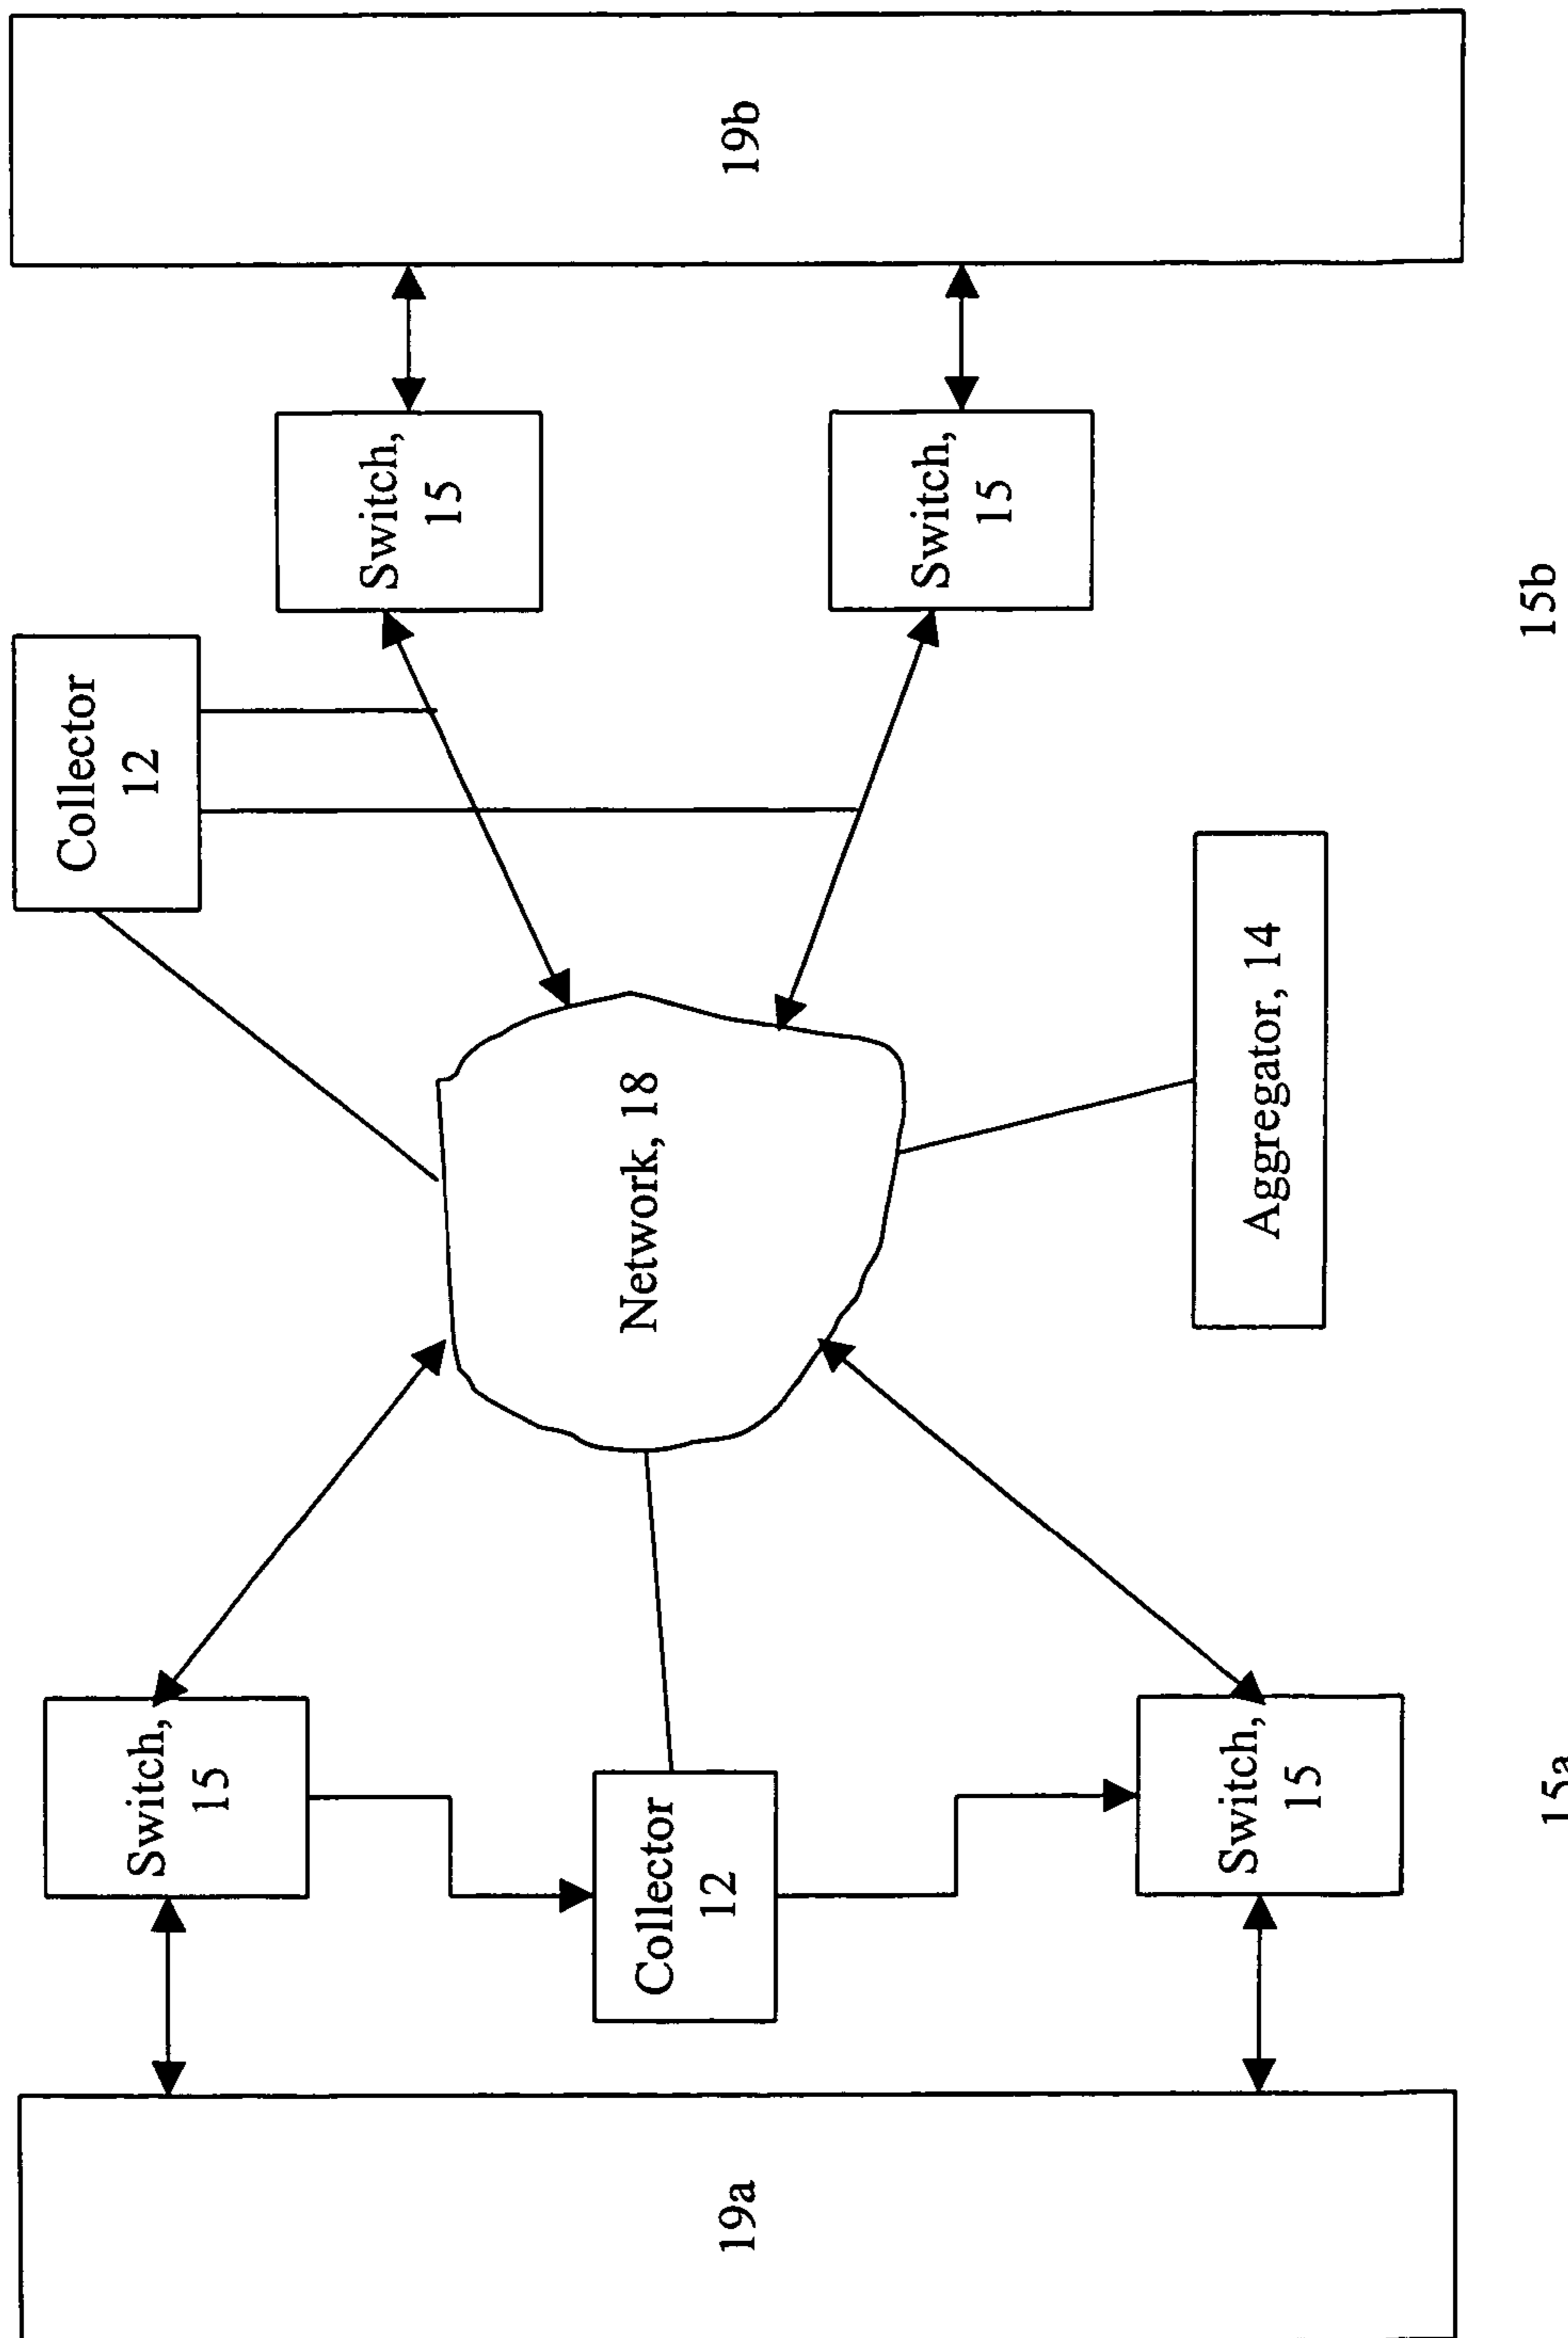 Collector
12
Switch,
15
Switch,
15
Network, 18
Collector
12
19a
19b
Switch,
15
Switch,
15
Aggregator, 14
15a
15b